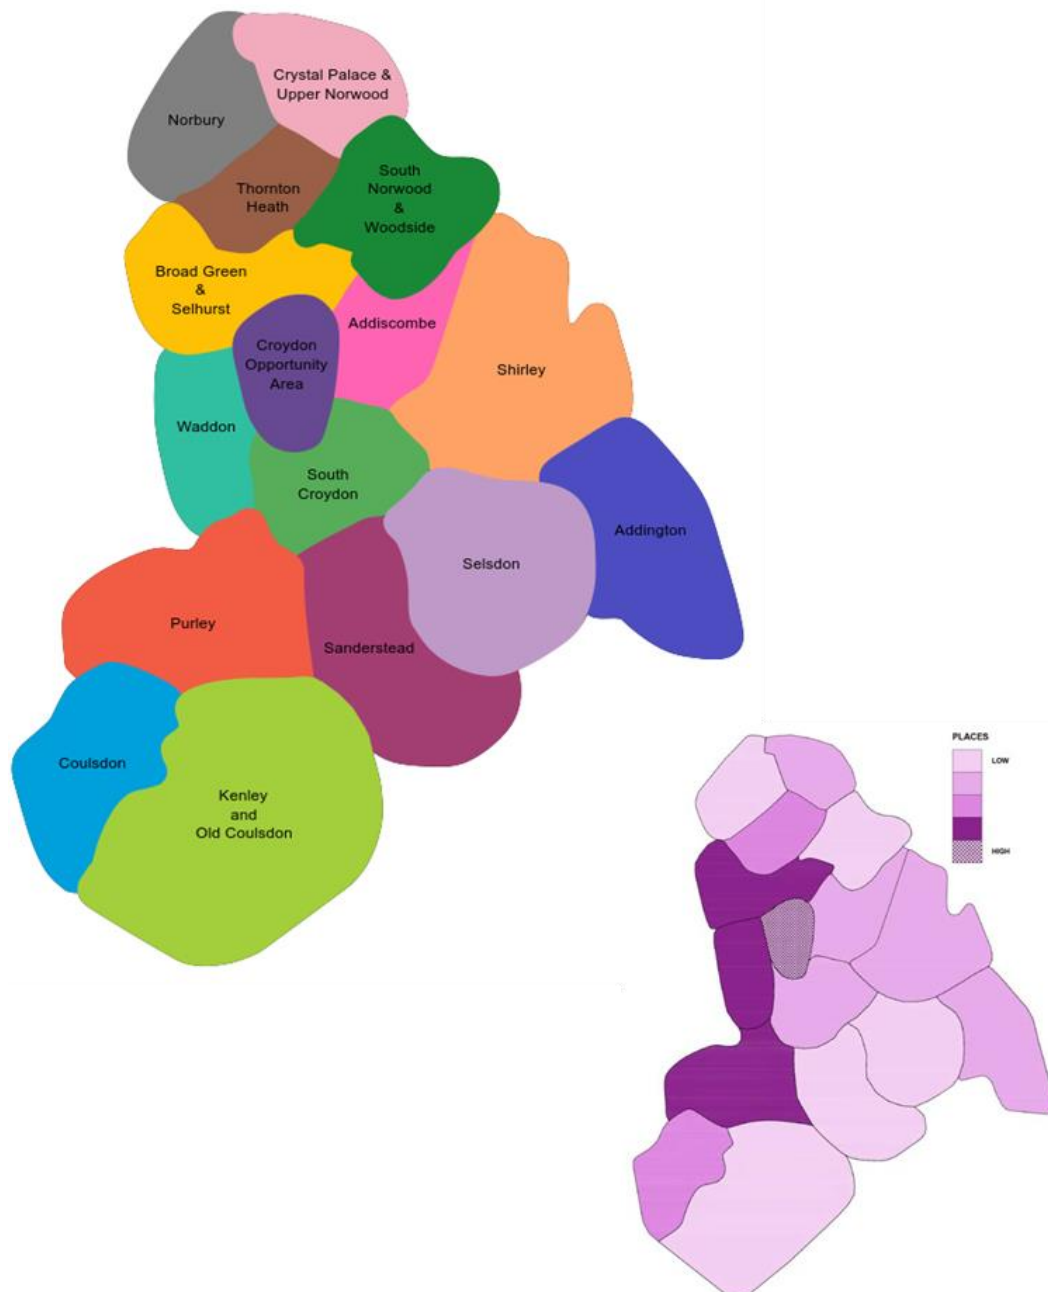 Crystal Palace &
Upper Norwood
Norbury
South
Norwood
&
Woodside
Thornton
Heath
Broad Green
&
Selhurst
Addiscombe
Croydon
Opportunity
Area
Shirley
Waddon
South
Croydon
Addington
Selsdon
Purley
Sanderstead
Coulsdon
Kenley
and
Old Coulsdon
PLACES
LOW
HIGH